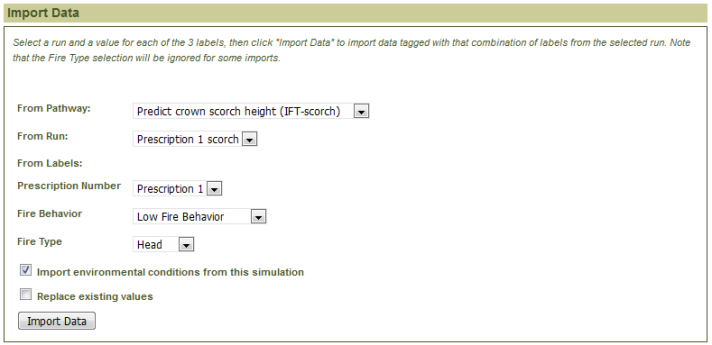 Import Data
Select a run and a value for each of the 3 labels, then click "Import Data" to import data tagged with that combination of labels from the selected run. Note
that the Fire Type selection will be ignored for some imports.
From Pathway: Predict crown scorch height (IFT-scorch)
From Run: Prescription 1 scorch
From Labels:
Prescription Number Prescription 1
Fire Behavior Low Fire Behavior
Fire Type Head
Import environmental conditions from this simulation
Replace existing values
Import Data